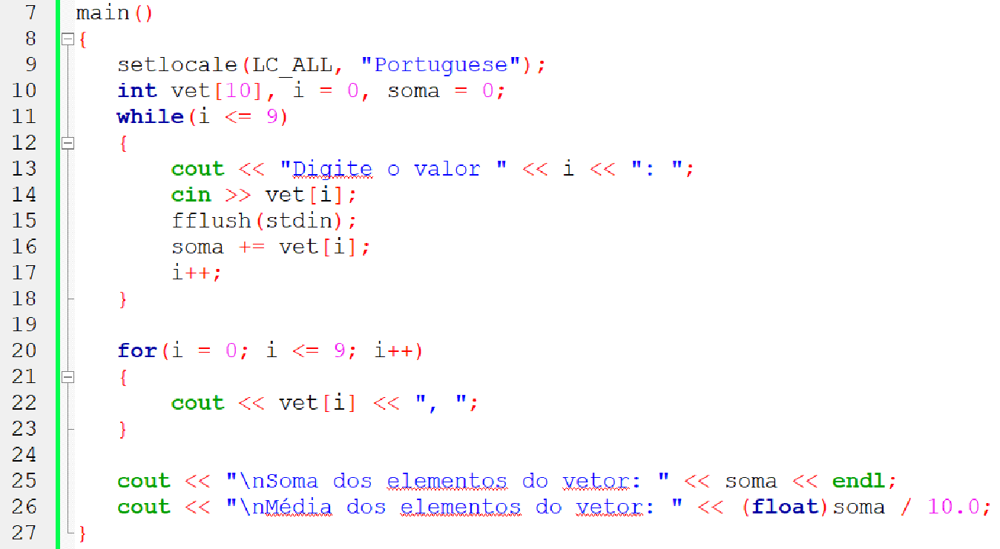 7 main()
8 {
9 setlocale(LC_ALL, "Portuguese");
10 int vet[10], i = 0, soma = 0;
11 while(i <= 9)
12 {
13 cout << "Digite o valor " << i << ": ";
14 cin >> vet[i];
15 fflush(stdin);
16 soma += vet[i];
17 i++;
18 }
19
20 for(i = 0; i <= 9; i++)
21 {
22 cout << vet[i] << ", ";
23 }
24
25 cout << "\nSoma dos elementos do vetor: " << soma << endl;
26 cout << "\nMédia dos elementos do vetor: " << (float)soma / 10.0;
27 }